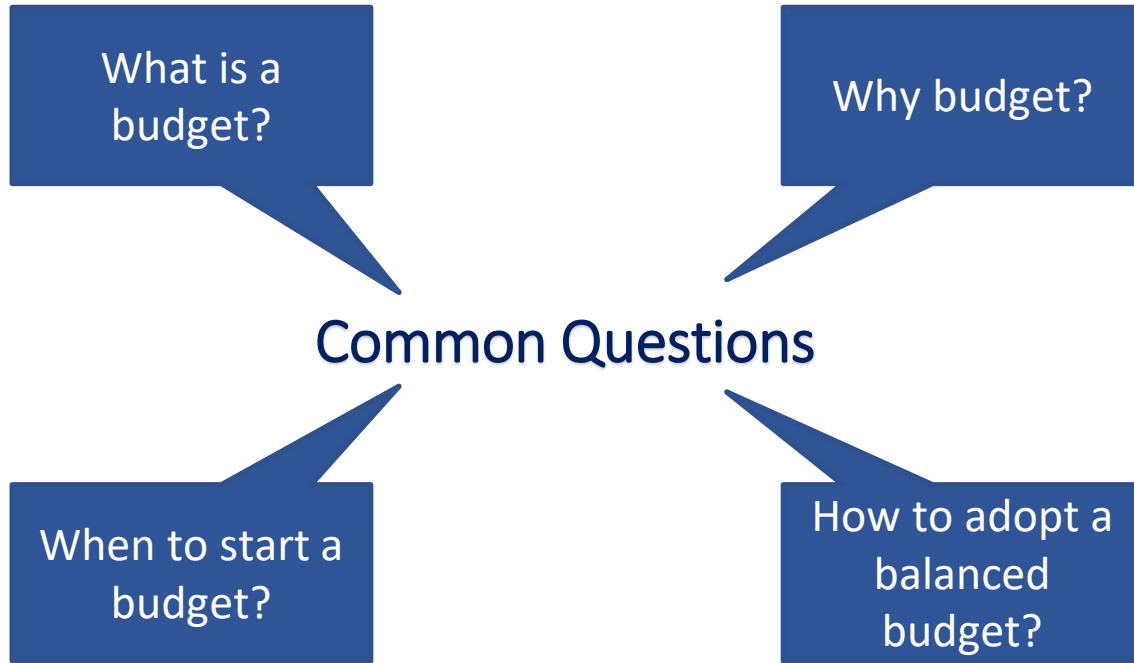 What is a
budget?
Why budget?
Common Questions
When to start a
budget?
How to adopt a
balanced
budget?